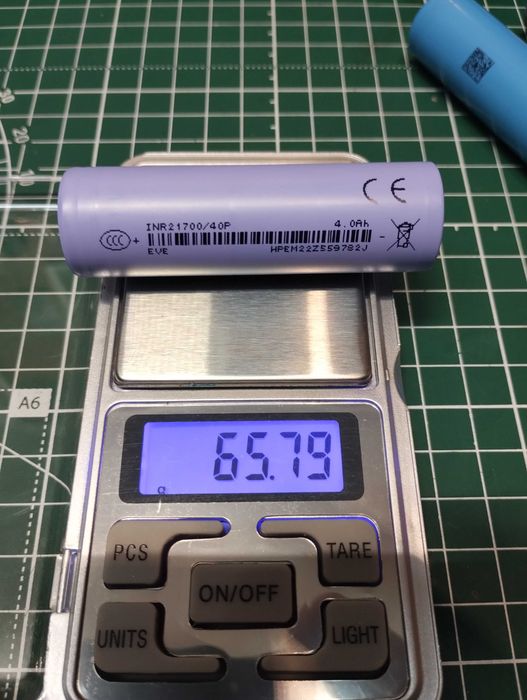 CE
INR21700/40P 4.0Ah
CCC + -
EVE HPEM22Z559782J
A6
65.79
g
PCS
TARE
ON/OFF
UNITS
LIGHT